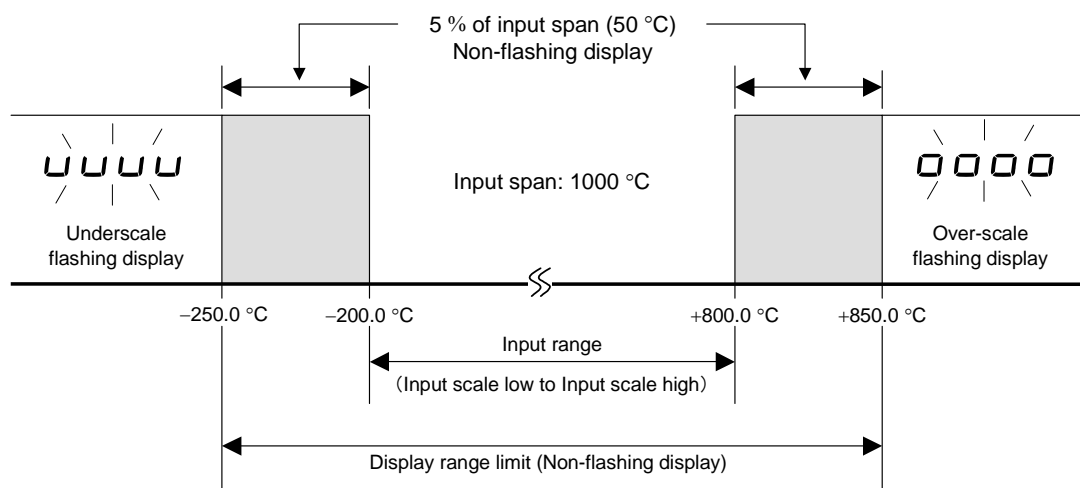 5 % of input span (50 °C)
Non-flashing display
uuuu
Input span: 1000 °C
oooo
Underscale
flashing display
Over-scale
flashing display
−250.0 °C
−200.0 °C
+800.0 °C
+850.0 °C
Input range
(Input scale low to Input scale high)
Display range limit (Non-flashing display)